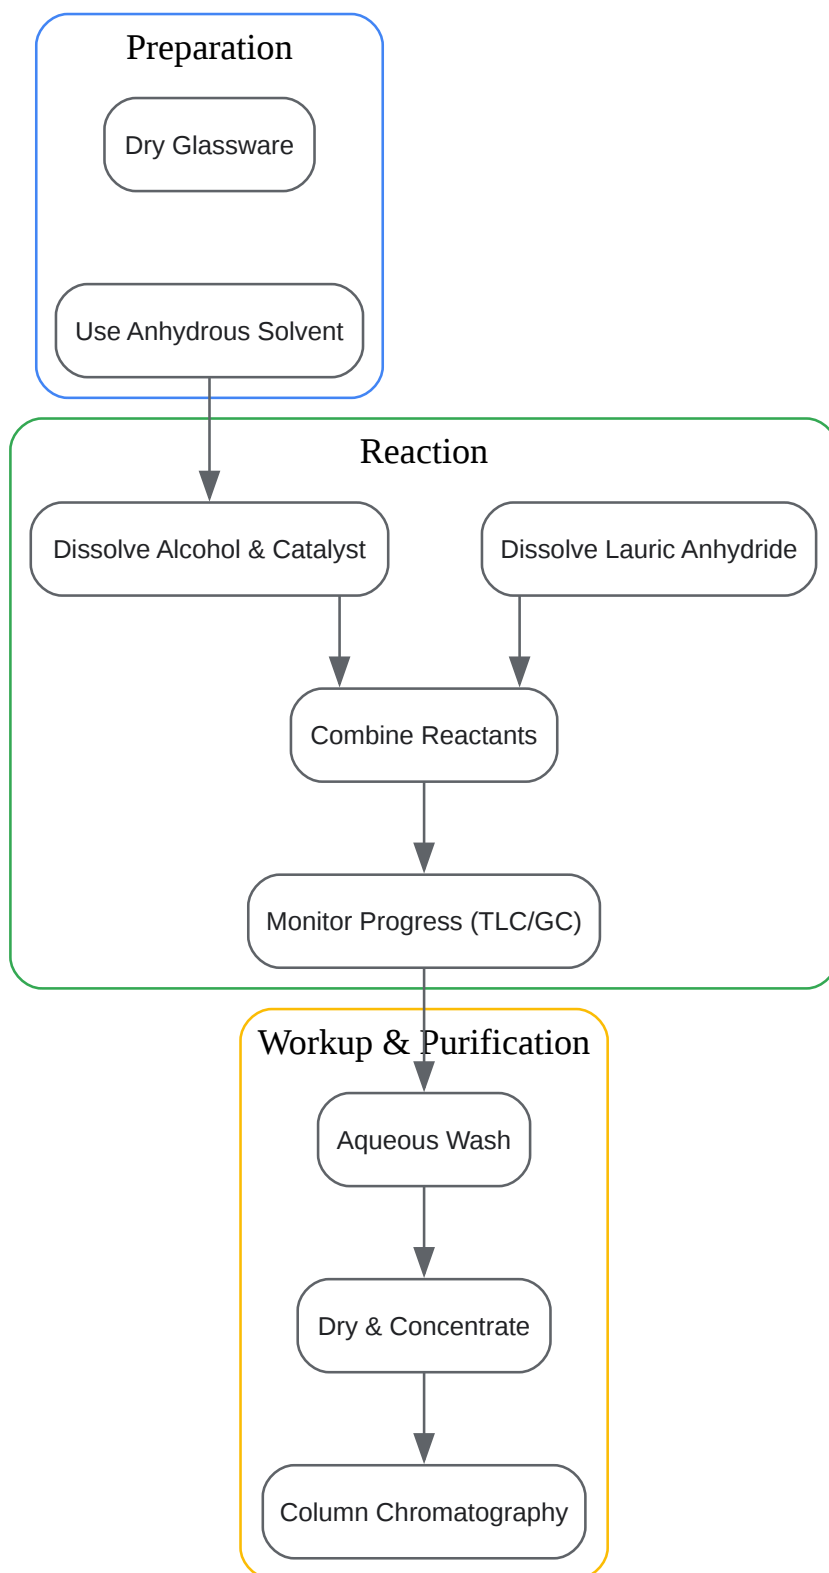 Preparation
Dry Glassware
Use Anhydrous Solvent
Reaction
Dissolve Alcohol & Catalyst
Dissolve Lauric Anhydride
Combine Reactants
Monitor Progress (TLC/GC)
Workup & Purification
Aqueous Wash
Dry & Concentrate
Column Chromatography